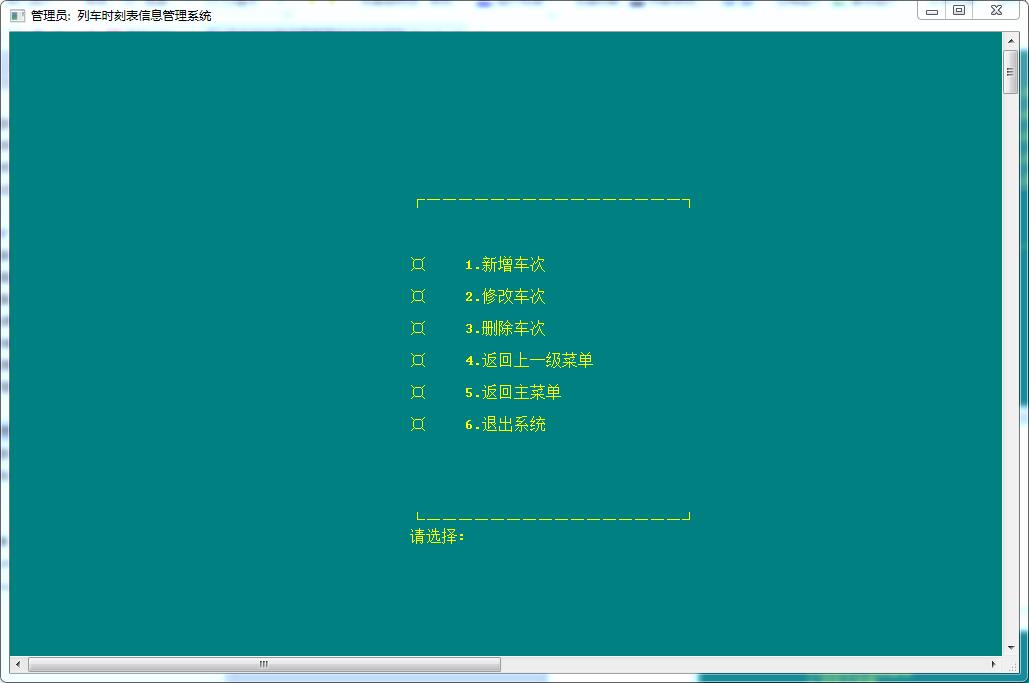 管理员: 列车时刻表信息管理系统
¤ 1.新增车次
¤ 2.修改车次
¤ 3.删除车次
¤ 4.返回上一级菜单
¤ 5.返回主菜单
¤ 6.退出系统
请选择: